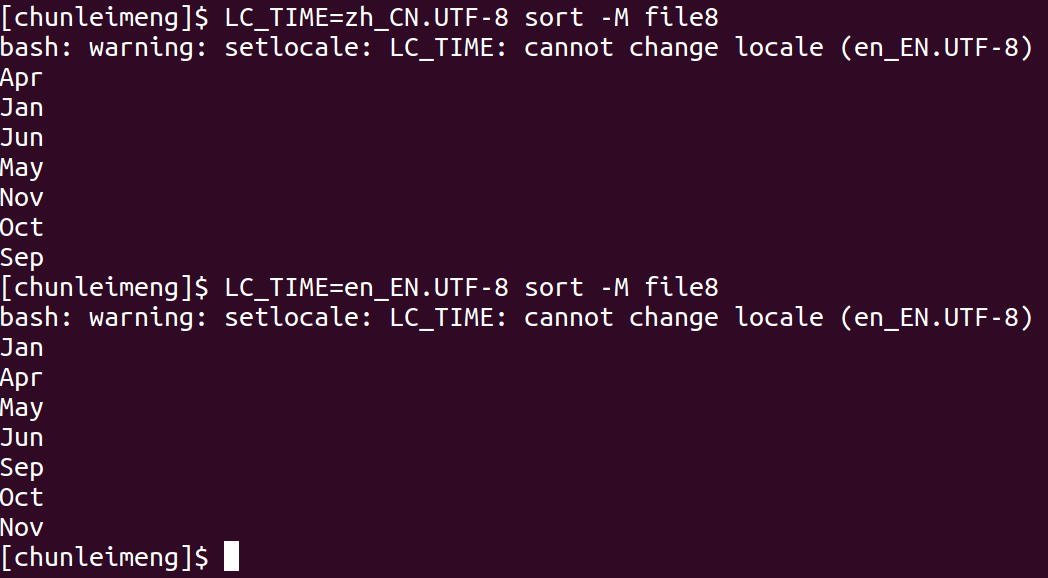 [chunleimeng]$ LC_TIME=zh_CN.UTF-8 sort -M file8
bash: warning: setlocale: LC_TIME: cannot change locale (en_EN.UTF-8)
Apr
Jan
Jun
May
Nov
Oct
Sep
[chunleimeng]$ LC_TIME=en_EN.UTF-8 sort -M file8
bash: warning: setlocale: LC_TIME: cannot change locale (en_EN.UTF-8)
Jan
Apr
May
Jun
Sep
Oct
Nov
[chunleimeng]$